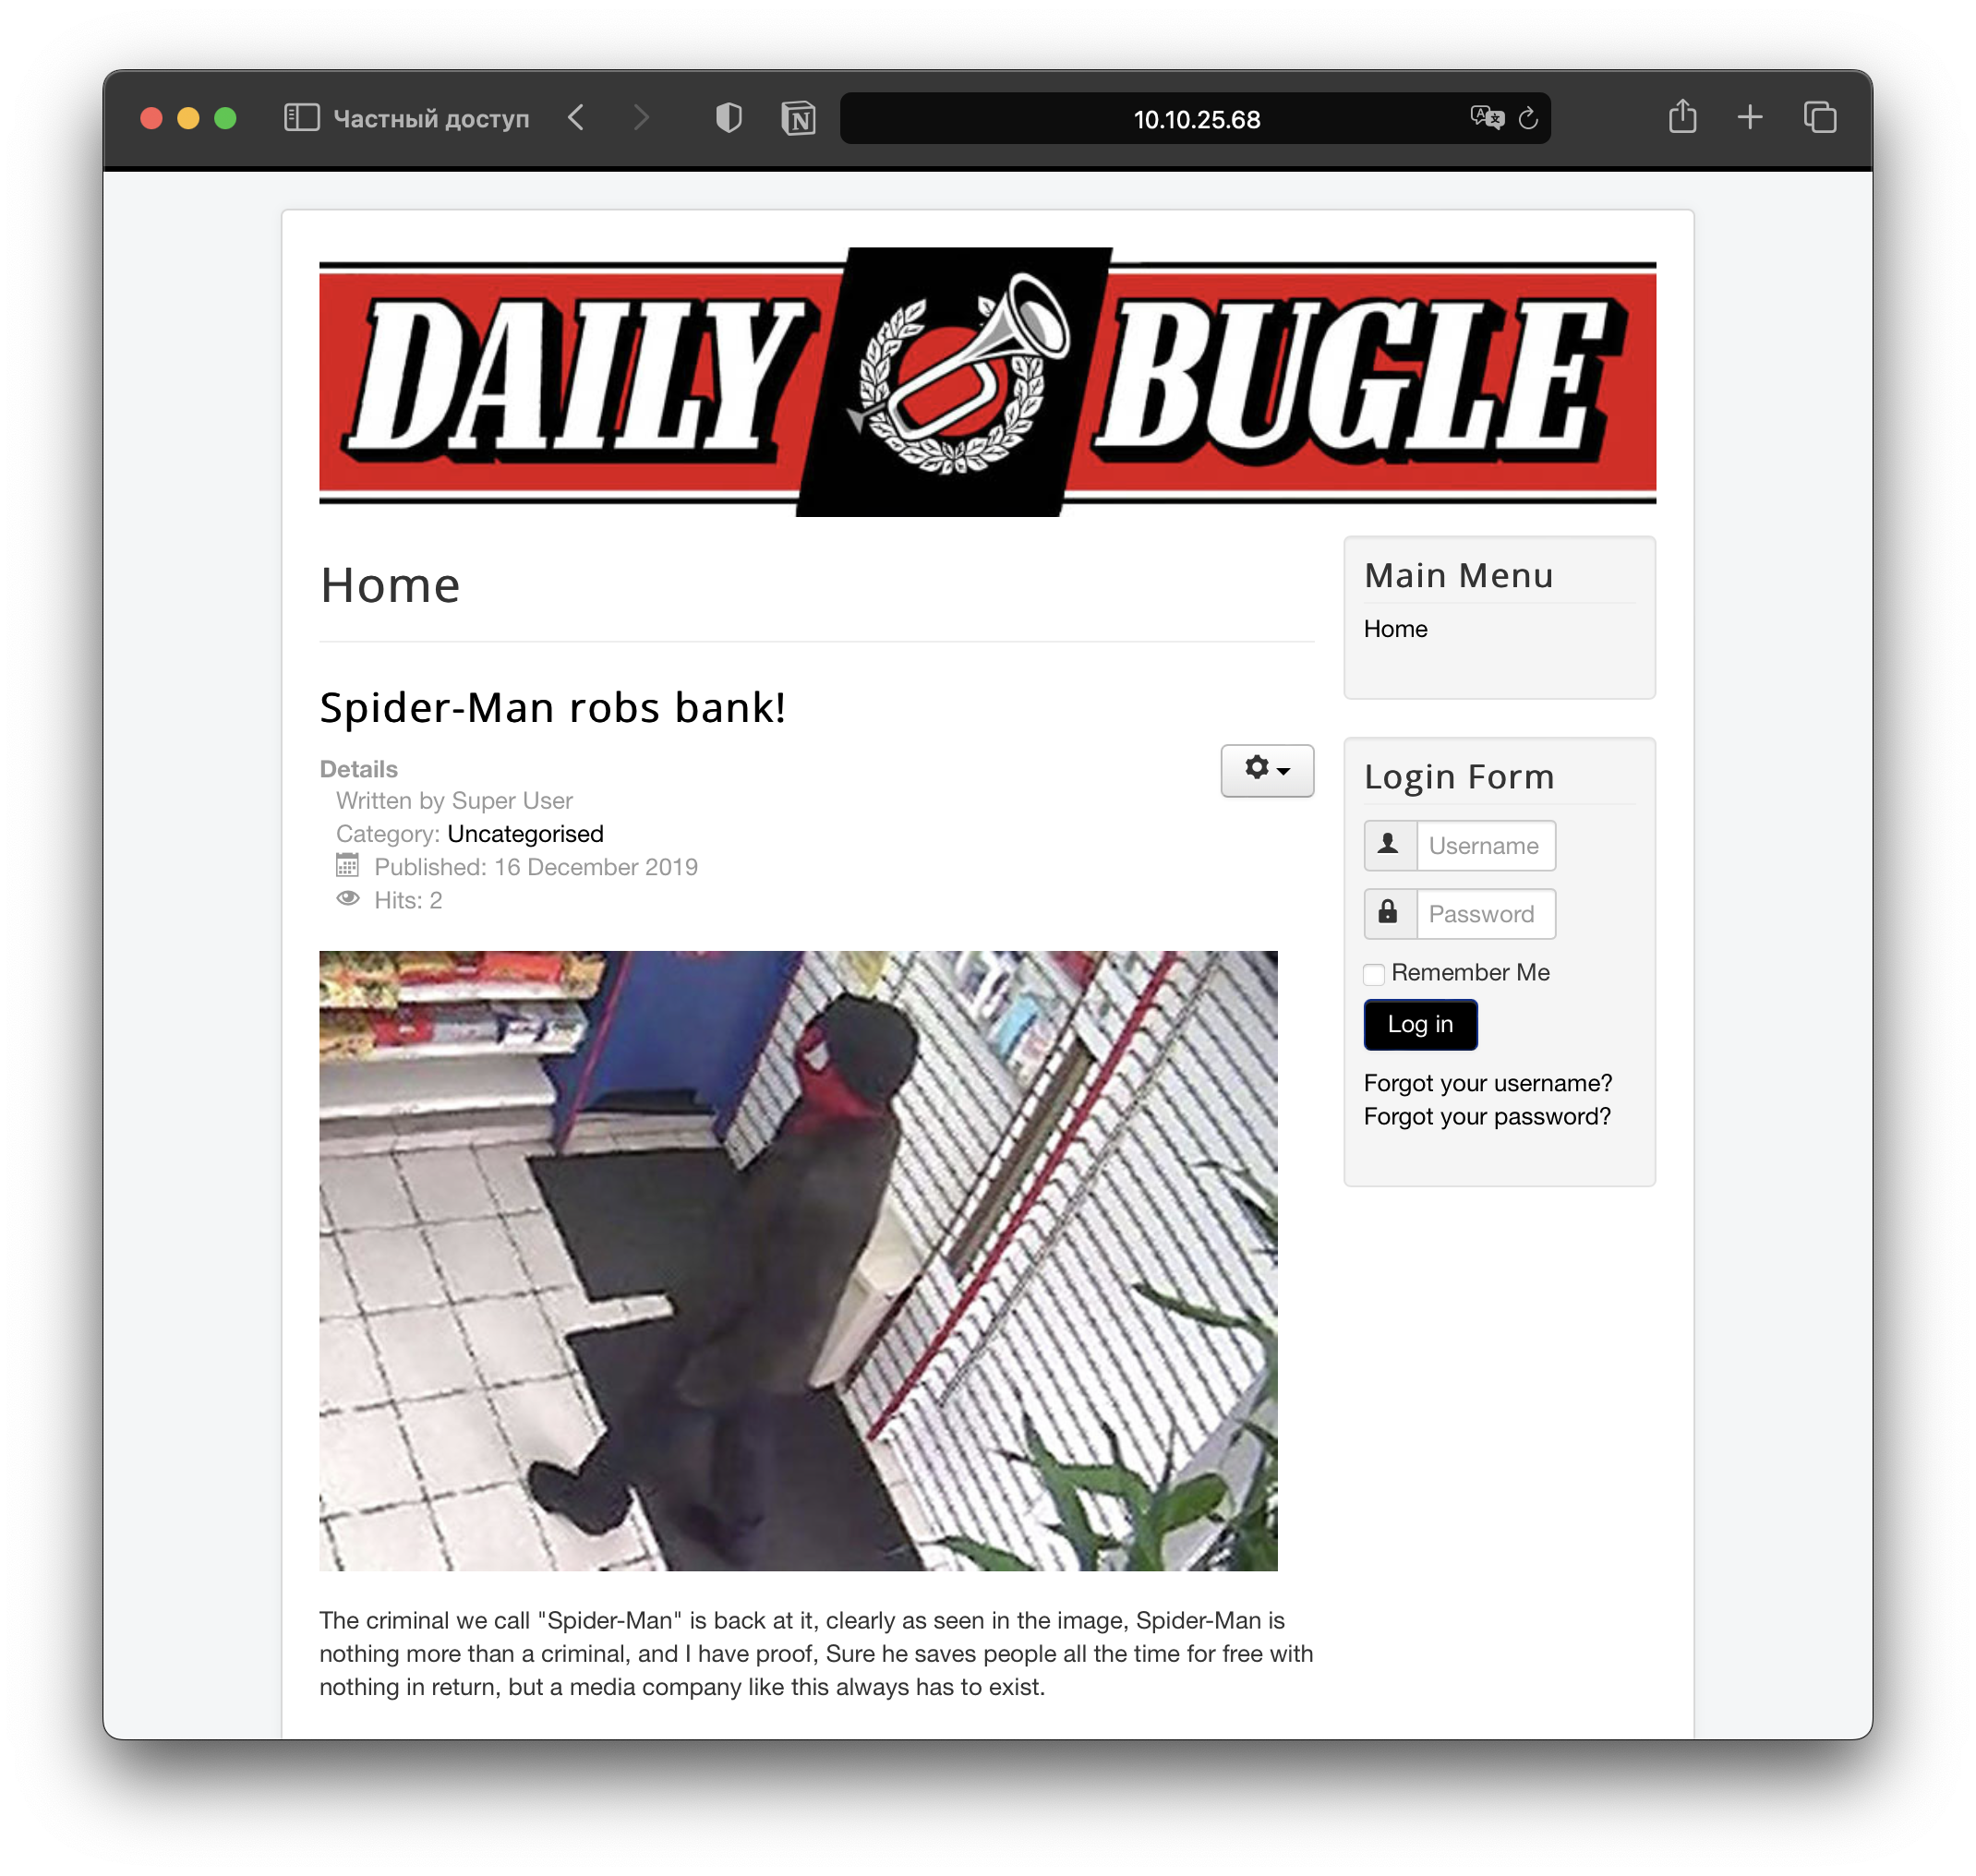 Частный доступ
10.10.25.68
DAILY BUGLE
Home
Spider-Man robs bank!
Details
Written by Super User
Category: Uncategorised
Published: 16 December 2019
Hits: 2
The criminal we call "Spider-Man" is back at it, clearly as seen in the image, Spider-Man is
nothing more than a criminal, and I have proof, Sure he saves people all the time for free with
nothing in return, but a media company like this always has to exist.
Main Menu
Home
Login Form
Username
Password
Remember Me
Log in
Forgot your username?
Forgot your password?